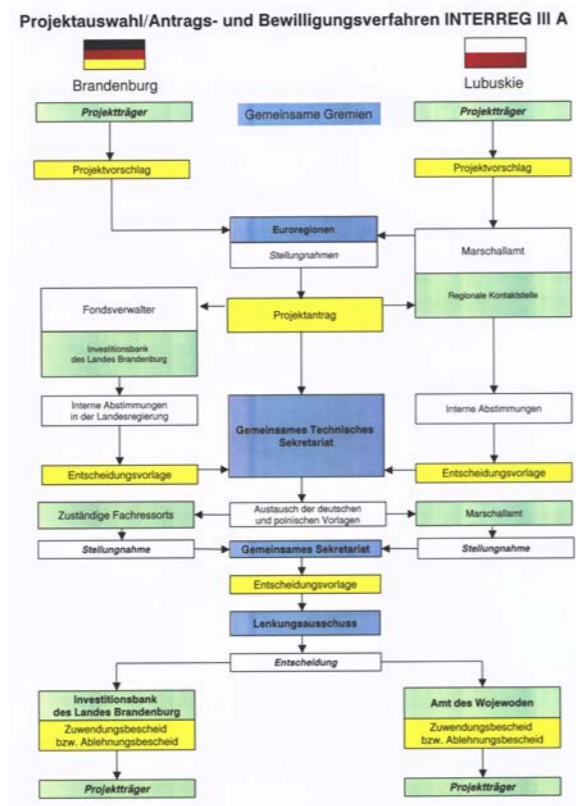 Projektauswahl/Antrags- und Bewilligungsverfahren INTERREG III A
Brandenburg
Lubuskie
Projektträger
Gemeinsame Gremien
Projektträger
Projektvorschlag
Projektvorschlag
Euroregionen
Stellungnahmen
Marschallamt
Regionale Kontaktstelle
Fondsverwalter
Projektantrag
Investitionsbank
des Landes Brandenburg
Interne Abstimmungen
in der Landesregierung
Gemeinsames Technisches
Sekretariat
Interne Abstimmungen
Entscheidungsvorlage
Entscheidungsvorlage
Zuständige Fachressorts
Austausch der deutschen
und polnischen Vorlagen
Marschallamt
Stellungnahme
Gemeinsames Sekretariat
Stellungnahme
Entscheidungsvorlage
Lenkungsausschuss
Entscheidung
Investitionsbank
des Landes Brandenburg
Zuwendungsbescheid
bzw. Ablehnungsbescheid
Amt des Wojewoden
Zuwendungsbescheid
bzw. Ablehnungsbescheid
Projektträger
Projektträger